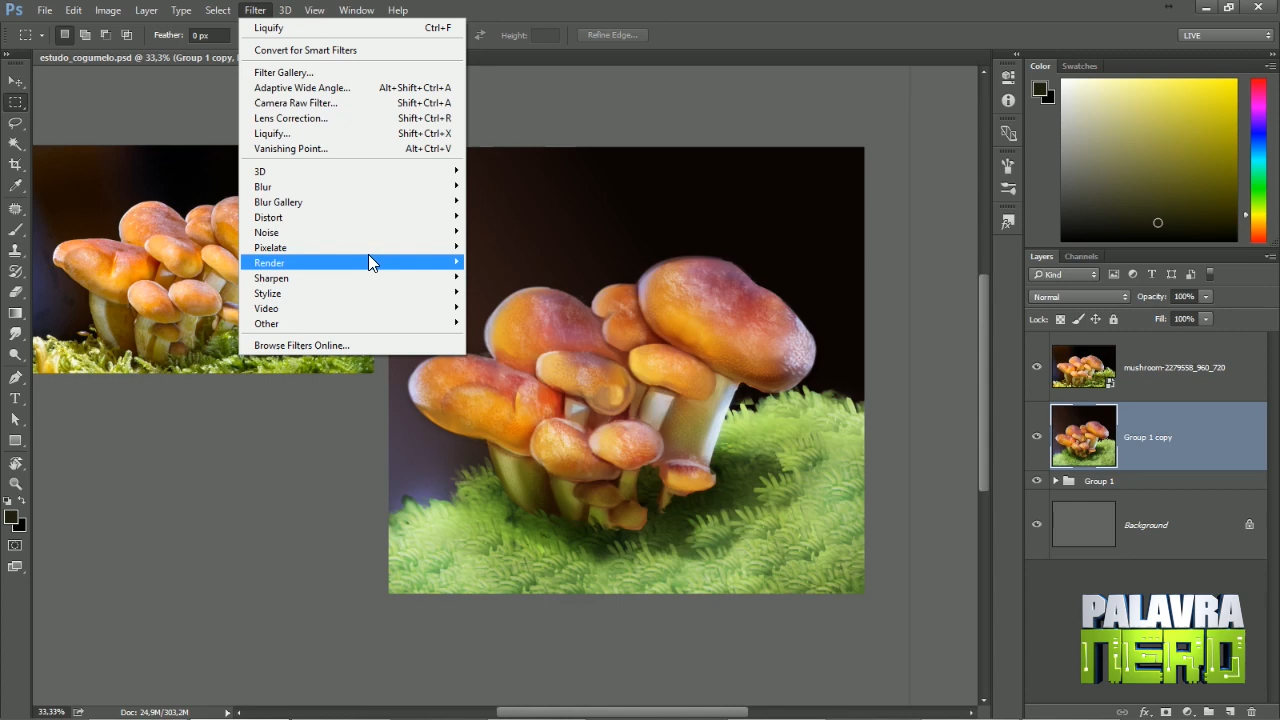 Ps File Edit Image Layer Type Select Filter 3D View Window Help
Feather: 0 px
Height:
Refine Edge...
LIVE
estudo_cogumelo.psd @ 33,3% (Group 1 copy,
Liquify Ctrl+F
Convert for Smart Filters
Filter Gallery...
Adaptive Wide Angle... Alt+Shift+Ctrl+A
Camera Raw Filter... Shift+Ctrl+A
Lens Correction... Shift+Ctrl+R
Liquify... Shift+Ctrl+X
Vanishing Point... Alt+Ctrl+V
3D
Blur
Blur Gallery
Distort
Noise
Pixelate
Render
Sharpen
Stylize
Video
Other
Browse Filters Online...
Color Swatches
Layers Channels
Kind
Normal Opacity: 100%
Lock: Fill: 100%
mushroom-2279558_960_720
Group 1 copy
Group 1
Background
PALAVRA
NERD
33,33% Doc: 24,9M/303,2M